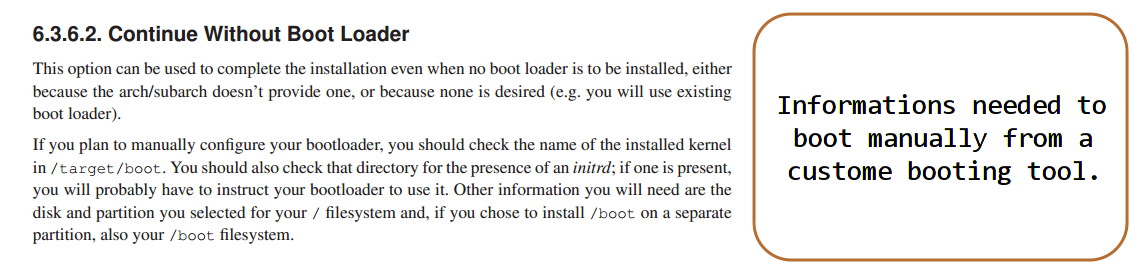 6.3.6.2. Continue Without Boot Loader
This option can be used to complete the installation even when no boot loader is to be installed, either
because the arch/subarch doesn’t provide one, or because none is desired (e.g. you will use existing
boot loader).
If you plan to manually configure your bootloader, you should check the name of the installed kernel
in /target/boot. You should also check that directory for the presence of an initrd; if one is present,
you will probably have to instruct your bootloader to use it. Other information you will need are the
disk and partition you selected for your / filesystem and, if you chose to install /boot on a separate
partition, also your /boot filesystem.
Informations needed to
boot manually from a
custome booting tool.